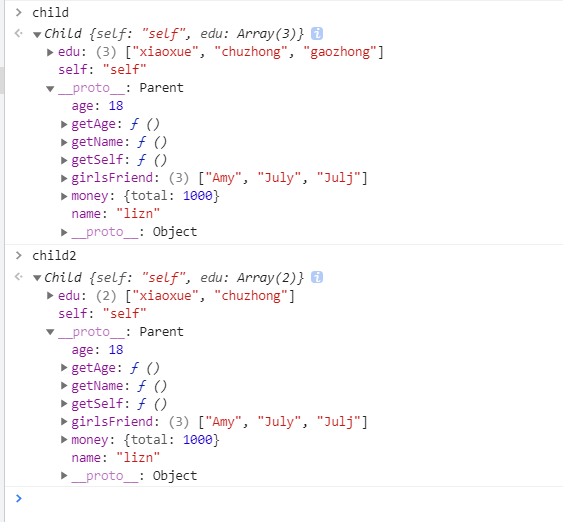 child
Child {self: "self", edu: Array(3)} i
edu: (3) ["xiaoxue", "chuzhong", "gaozhong"]
self: "self"
__proto__: Parent
age: 18
getAge: ƒ ()
getName: ƒ ()
getSelf: ƒ ()
girlsFriend: (3) ["Amy", "July", "Julj"]
money: {total: 1000}
name: "lizn"
__proto__: Object
child2
Child {self: "self", edu: Array(2)} i
edu: (2) ["xiaoxue", "chuzhong"]
self: "self"
__proto__: Parent
age: 18
getAge: ƒ ()
getName: ƒ ()
getSelf: ƒ ()
girlsFriend: (3) ["Amy", "July", "Julj"]
money: {total: 1000}
name: "lizn"
__proto__: Object